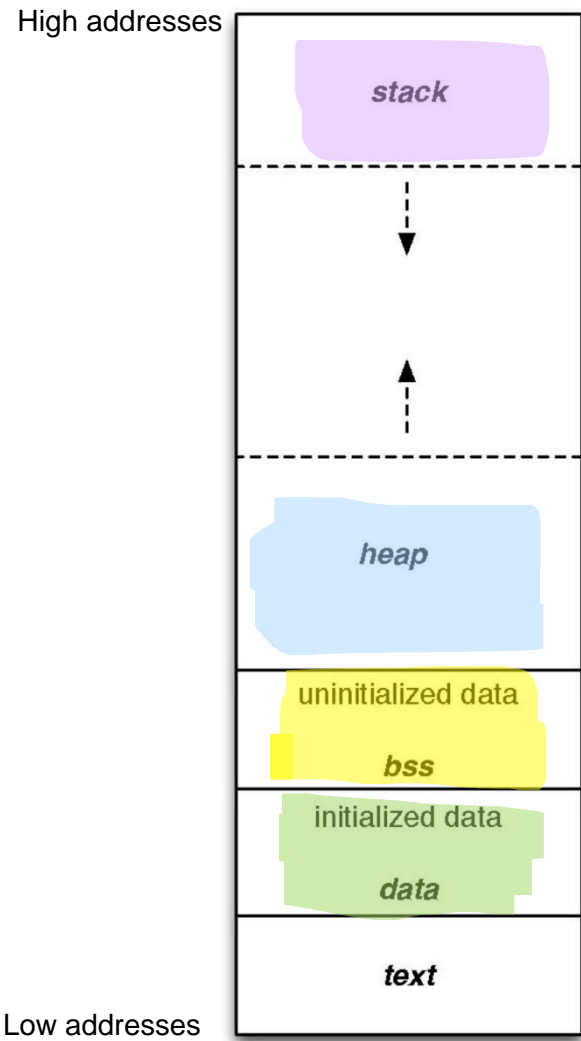 High addresses
stack
heap
uninitialized data
bss
initialized data
data
text
Low addresses